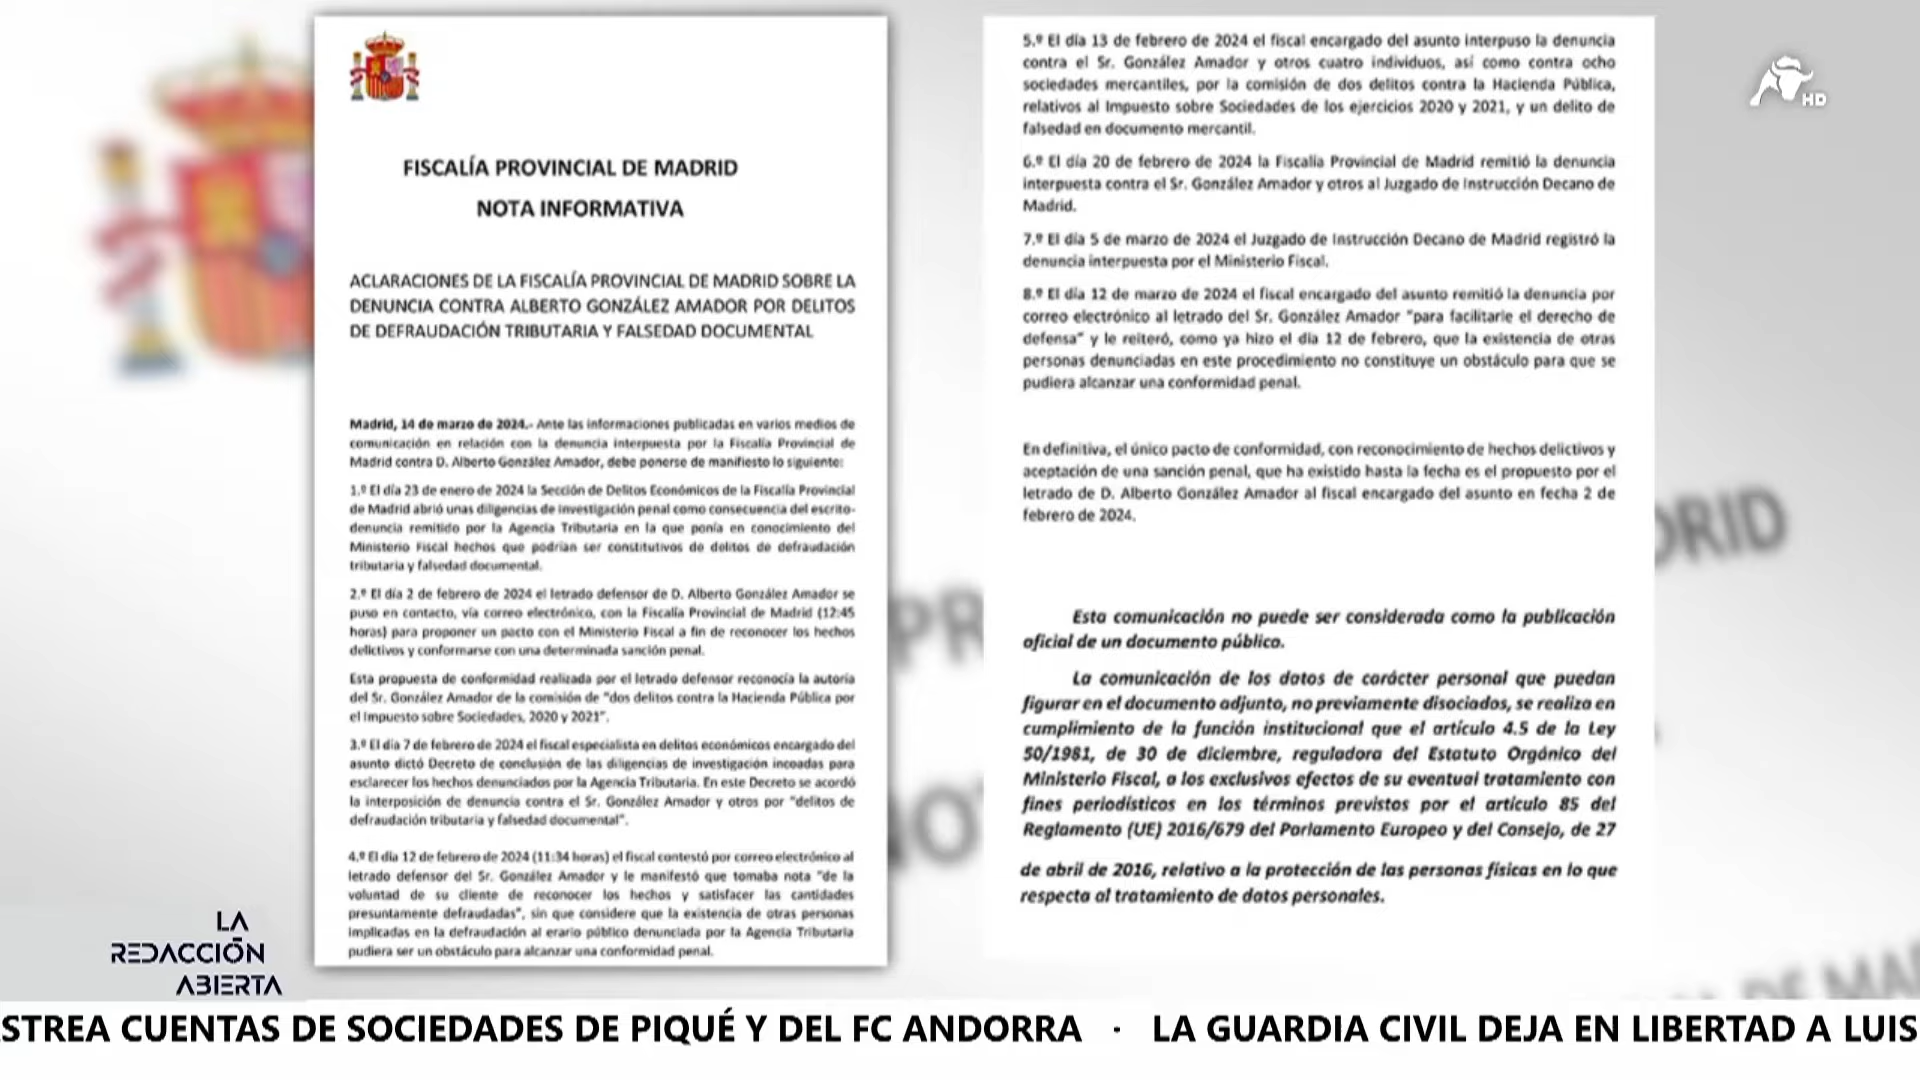 FISCALÍA PROVINCIAL DE MADRID
NOTA INFORMATIVA
ACLARACIONES DE LA FISCALÍA PROVINCIAL DE MADRID SOBRE LA
DENUNCIA CONTRA ALBERTO GONZÁLEZ AMADOR POR DELITOS
DE DEFRAUDACIÓN TRIBUTARIA Y FALSEDAD DOCUMENTAL
Madrid, 14 de marzo de 2024.- Ante las informaciones publicadas en varios medios de
comunicación en relación con la denuncia interpuesta por la Fiscalía Provincial de
Madrid contra D. Alberto González Amador, debe ponerse de manifiesto lo siguiente:
1.º El día 23 de enero de 2024 la Sección de Delitos Económicos de la Fiscalía Provincial
de Madrid abrió unas diligencias de investigación penal como consecuencia del escrito-
denuncia remitido por la Agencia Tributaria en la que ponía en conocimiento del
Ministerio Fiscal hechos que podrían ser constitutivos de delitos de defraudación
tributaria y falsedad documental.
2.º El día 2 de febrero de 2024 el letrado defensor de D. Alberto González Amador se
puso en contacto, vía correo electrónico, con la Fiscalía Provincial de Madrid (12:45
horas) para proponer un pacto con el Ministerio Fiscal a fin de reconocer los hechos
delictivos y conformarse con una determinada sanción penal.
Esta propuesta de conformidad realizada por el letrado defensor reconocía la autoría
del Sr. González Amador de la comisión de "dos delitos contra la Hacienda Pública por
el Impuesto sobre Sociedades, 2020 y 2021".
3.º El día 7 de febrero de 2024 el fiscal especialista en delitos económicos encargado del
asunto dictó Decreto de conclusión de las diligencias de investigación incoadas para
esclarecer los hechos denunciados por la Agencia Tributaria. En este Decreto se acordó
la interposición de denuncia contra el Sr. González Amador y otros por "delitos de
defraudación tributaria y falsedad documental".
4.º El día 12 de febrero de 2024 (11:34 horas) el fiscal contestó por correo electrónico al
letrado defensor del Sr. González Amador y le manifestó que tomaba nota "de la
voluntad de su cliente de reconocer los hechos y satisfacer las cantidades
presuntamente defraudadas", sin que considere que la existencia de otras personas
implicadas en la defraudación al erario público denunciada por la Agencia Tributaria
pudiera ser un obstáculo para alcanzar una conformidad penal.
5.º El día 13 de febrero de 2024 el fiscal encargado del asunto interpuso la denuncia
contra el Sr. González Amador y otros cuatro individuos, así como contra ocho
sociedades mercantiles, por la comisión de dos delitos contra la Hacienda Pública,
relativos al Impuesto sobre Sociedades de los ejercicios 2020 y 2021, y un delito de
falsedad en documento mercantil.
6.º El día 20 de febrero de 2024 la Fiscalía Provincial de Madrid remitió la denuncia
interpuesta contra el Sr. González Amador y otros al Juzgado de Instrucción Decano de
Madrid.
7.º El día 5 de marzo de 2024 el Juzgado de Instrucción Decano de Madrid registró la
denuncia interpuesta por el Ministerio Fiscal.
8.º El día 12 de marzo de 2024 el fiscal encargado del asunto remitió la denuncia por
correo electrónico al letrado del Sr. González Amador "para facilitarle el derecho de
defensa" y le reiteró, como ya hizo el día 12 de febrero, que la existencia de otras
personas denunciadas en este procedimiento no constituye un obstáculo para que se
pudiera alcanzar una conformidad penal.
En definitiva, el único pacto de conformidad, con reconocimiento de hechos delictivos y
aceptación de una sanción penal, que ha existido hasta la fecha es el propuesto por el
letrado de D. Alberto González Amador al fiscal encargado del asunto en fecha 2 de
febrero de 2024.
Esta comunicación no puede ser considerada como la publicación
oficial de un documento público.
La comunicación de los datos de carácter personal que puedan
figurar en el documento adjunto, no previamente disociados, se realiza en
cumplimiento de la función institucional que el artículo 4.5 de la Ley
50/1981, de 30 de diciembre, reguladora del Estatuto Orgánico del
Ministerio Fiscal, a los exclusivos efectos de su eventual tratamiento con
fines periodísticos en los términos previstos por el artículo 85 del
Reglamento (UE) 2016/679 del Parlamento Europeo y del Consejo, de 27
de abril de 2016, relativo a la protección de las personas físicas en lo que
respecta al tratamiento de datos personales.
HD
DRID
PR
NOT
DE MA
LA
REDACCIÓN
ABIERTA
STREA CUENTAS DE SOCIEDADES DE PIQUÉ Y DEL FC ANDORRA · LA GUARDIA CIVIL DEJA EN LIBERTAD A LUIS